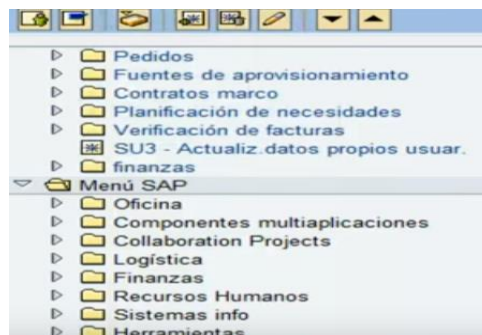 Pedidos
Fuentes de aprovisionamiento
Contratos marco
Planificación de necesidades
Verificación de facturas
SU3 - Actualiz.datos propios usuar.
finanzas
Menú SAP
Oficina
Componentes multiaplicaciones
Collaboration Projects
Logística
Finanzas
Recursos Humanos
Sistemas info
Herramientas